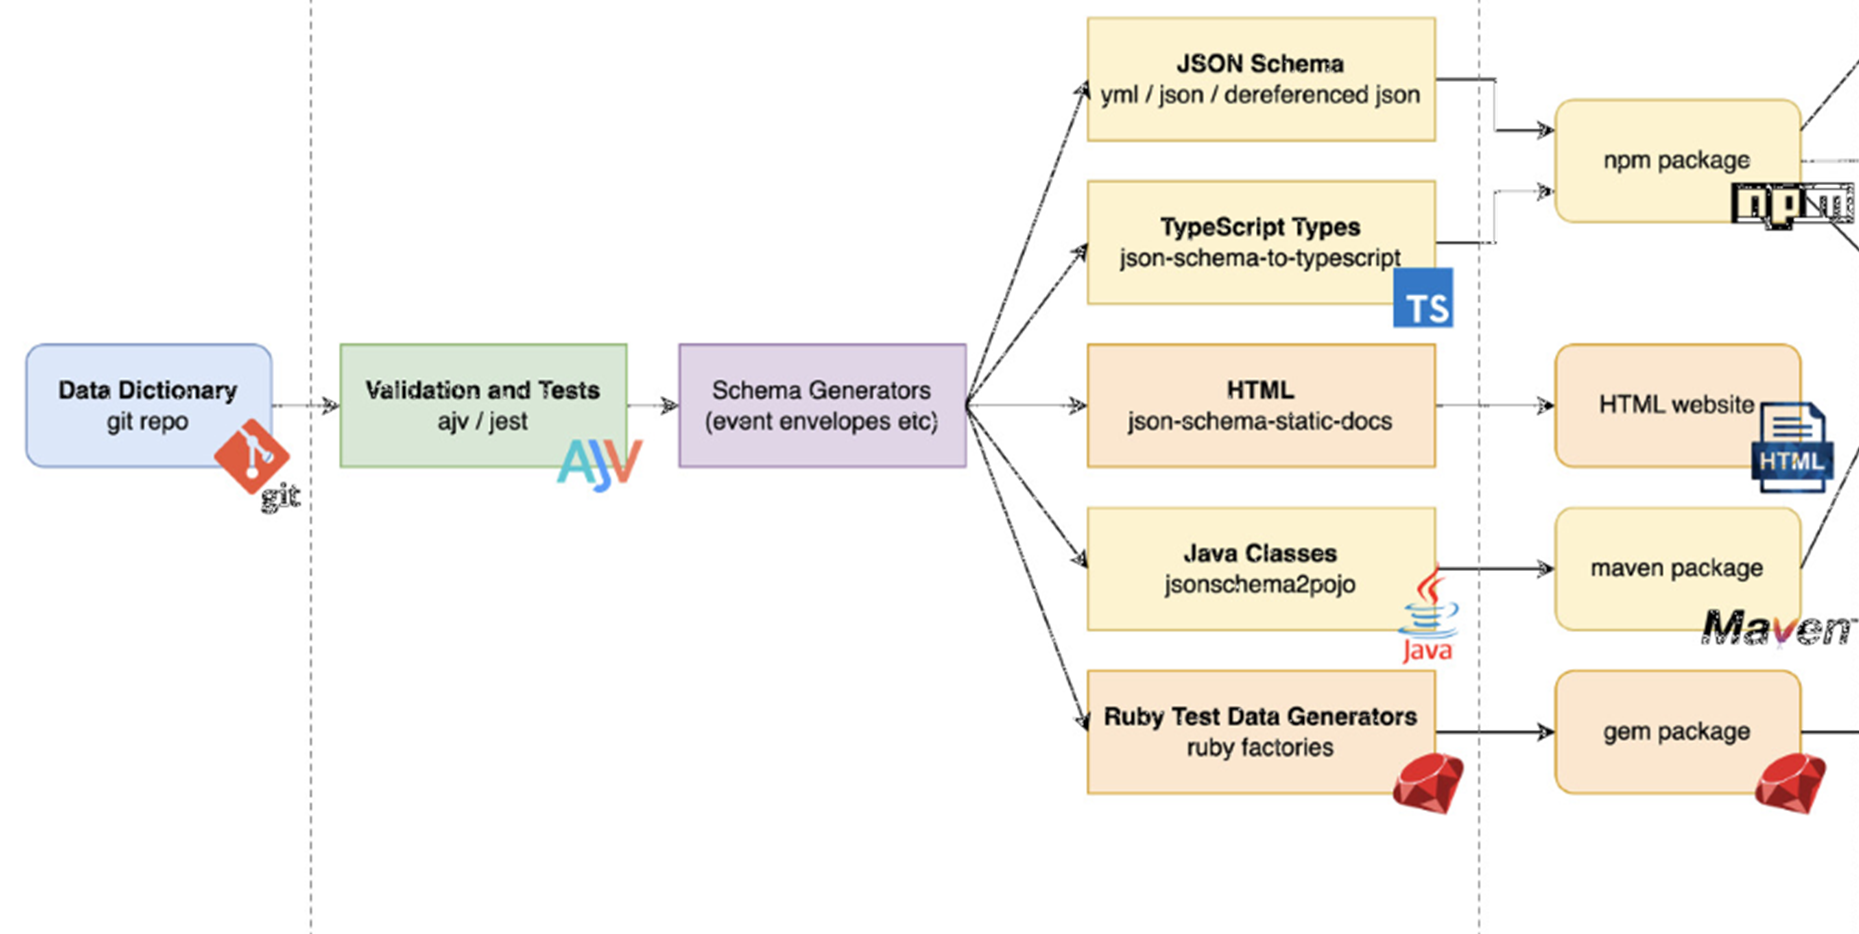 Data Dictionary
git repo
git
Validation and Tests
ajv / jest
AJV
Schema Generators
(event envelopes etc)
JSON Schema
yml / json / dereferenced json
TypeScript Types
json-schema-to-typescript
TS
HTML
json-schema-static-docs
Java Classes
jsonschema2pojo
Java
Ruby Test Data Generators
ruby factories
npm package
npm
HTML website
HTML
maven package
Maven
gem package